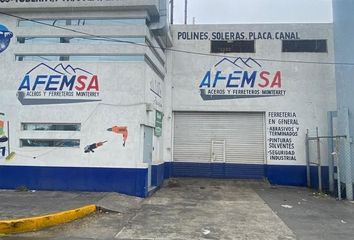 POLINES, SOLERAS, PLACA, CANAL
AFEMSA
ACEROS Y FERRETEROS MONTERREY
AFEMSA
ACEROS Y FERRETEROS MONTERREY
FERRETERIA
EN GENERAL
• ABRASIVOS
Y TROMPOS
• PINTURAS
SOLVENTES
• SEGURIDAD
INDUSTRIAL